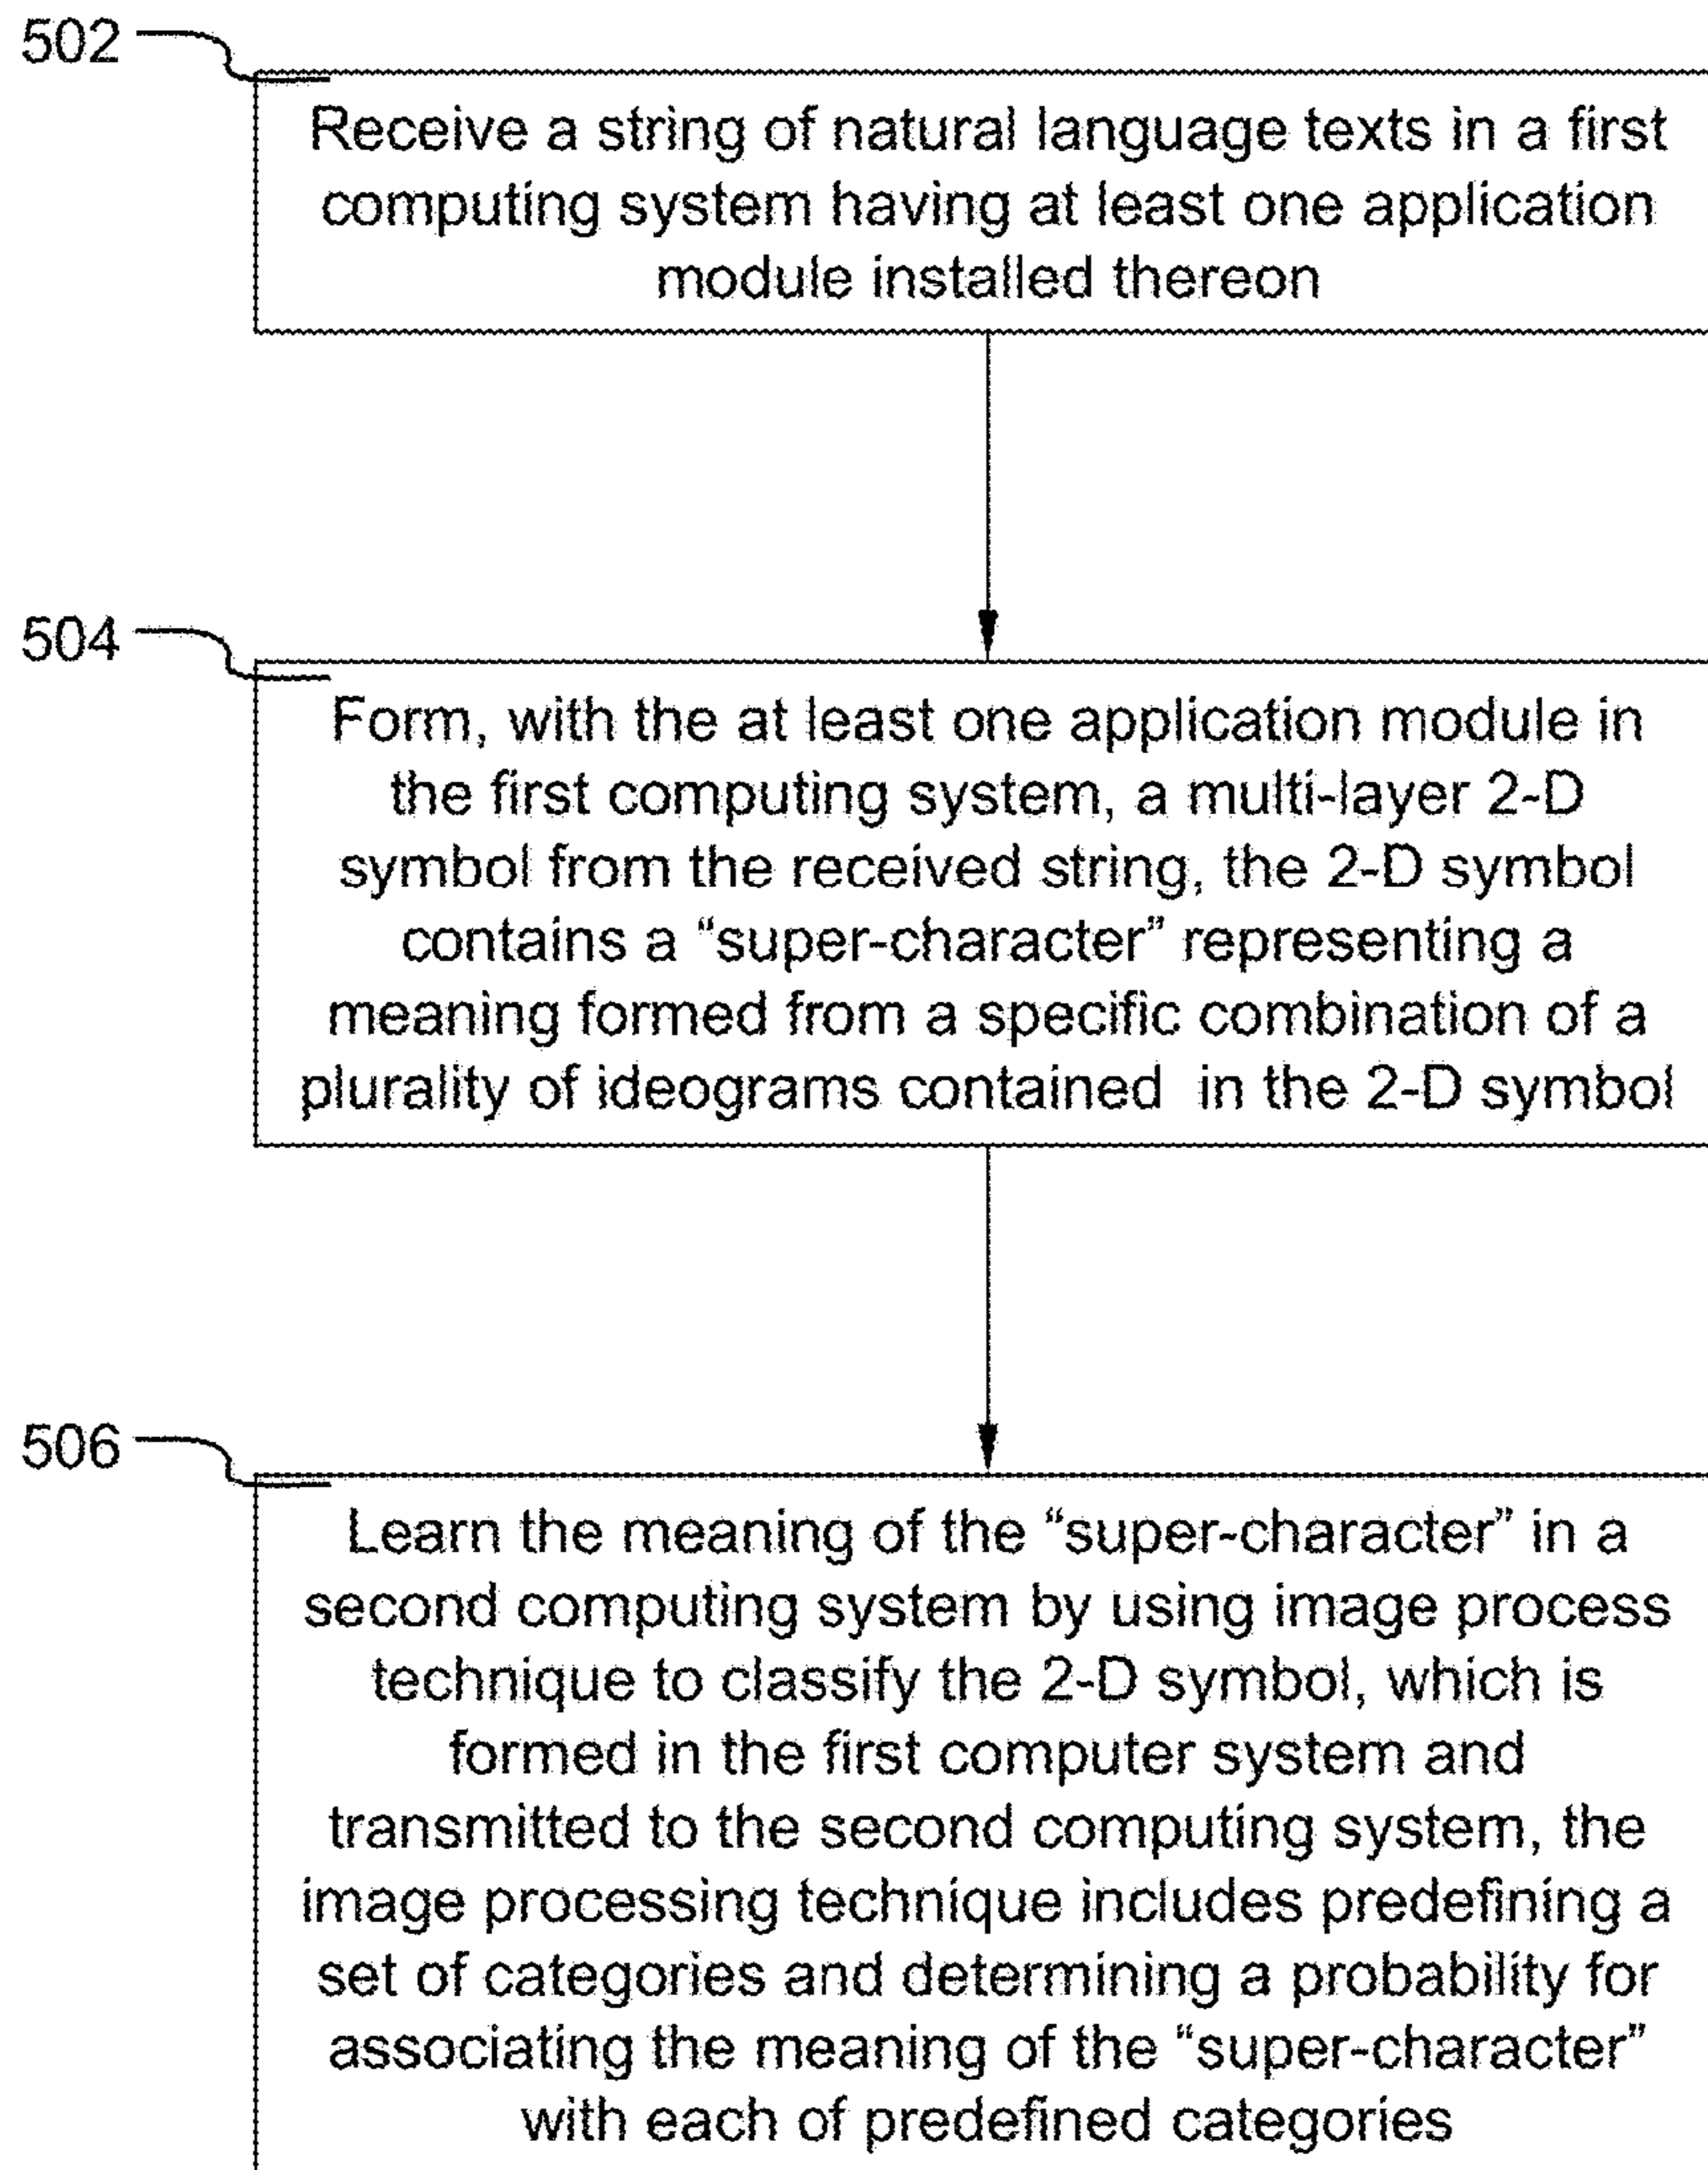 502
Receive a string of natural language texts in a first
computing system having at least one application
module installed thereon
504
Form, with the at least one application module in
the first computing system, a multi-layer 2-D
symbol from the received string, the 2-D symbol
contains a “super-character” representing a
meaning formed from a specific combination of a
plurality of ideograms contained in the 2-D symbol
506
Learn the meaning of the “super-character” in a
second computing system by using image process
technique to classify the 2-D symbol, which is
formed in the first computer system and
transmitted to the second computing system, the
image processing technique includes predefining a
set of categories and determining a probability for
associating the meaning of the “super-character”
with each of predefined categories